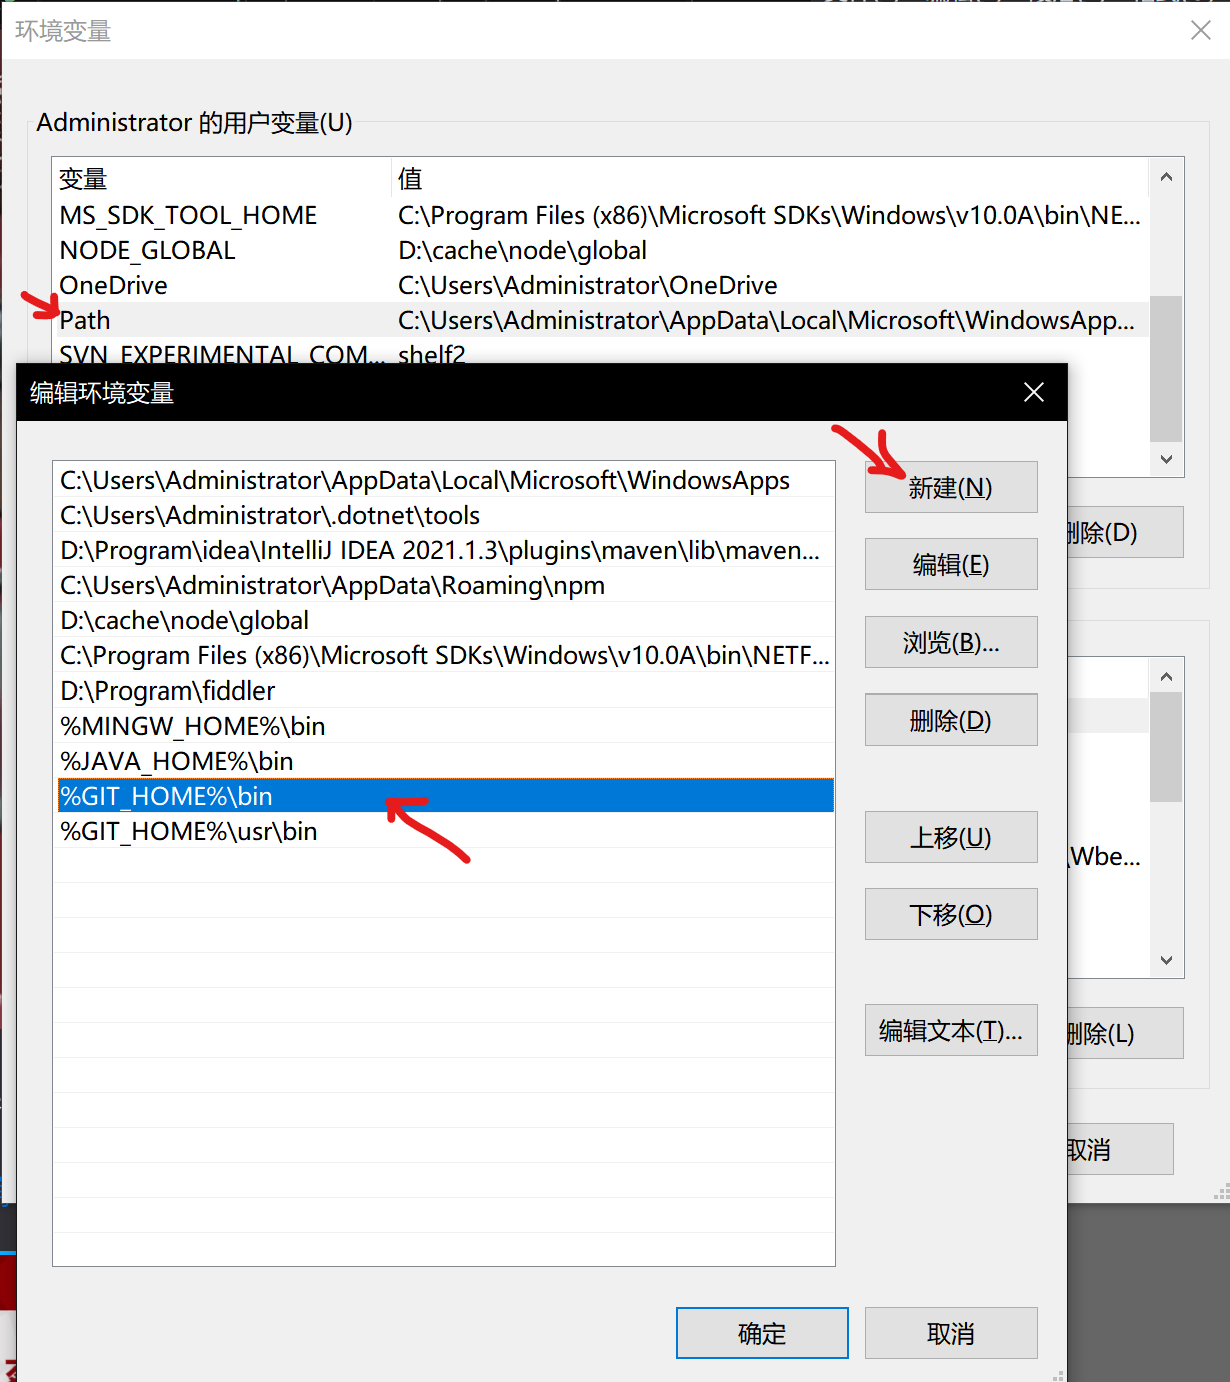 环境变量
Administrator 的用户变量(U)
变量 值
MS_SDK_TOOL_HOME C:\Program Files (x86)\Microsoft SDKs\Windows\v10.0A\bin\NE...
NODE_GLOBAL D:\cache\node\global
OneDrive C:\Users\Administrator\OneDrive
Path C:\Users\Administrator\AppData\Local\Microsoft\WindowsApp...
SVN_EXPERIMENTAL_COM... shelf2
编辑环境变量
C:\Users\Administrator\AppData\Local\Microsoft\WindowsApps
C:\Users\Administrator\.dotnet\tools
D:\Program\idea\IntelliJ IDEA 2021.1.3\plugins\maven\lib\maven...
C:\Users\Administrator\AppData\Roaming\npm
D:\cache\node\global
C:\Program Files (x86)\Microsoft SDKs\Windows\v10.0A\bin\NETF...
D:\Program\fiddler
%MINGW_HOME%\bin
%JAVA_HOME%\bin
%GIT_HOME%\bin
%GIT_HOME%\usr\bin
新建(N)
编辑(E)
浏览(B)...
删除(D)
上移(U)
下移(O)
编辑文本(T)...
确定
取消
删除(D)
\Wbe...
删除(L)
取消